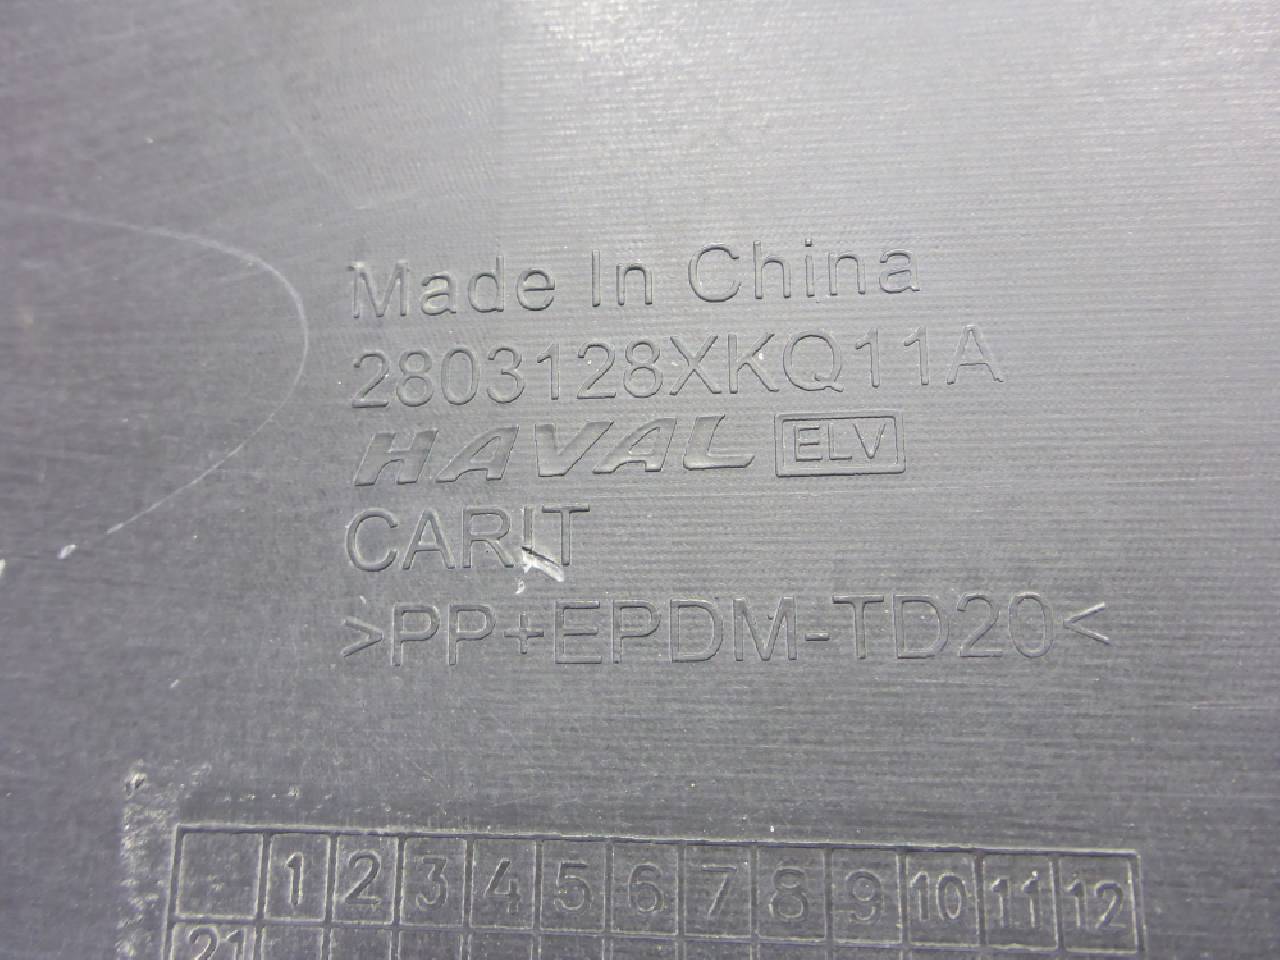 Made In China
2803128XKQ11A
HAVAL ELV
CARIT
>PP+EPDM-TD20<
1 2 3 4 5 6 7 8 9 10 11 12
21